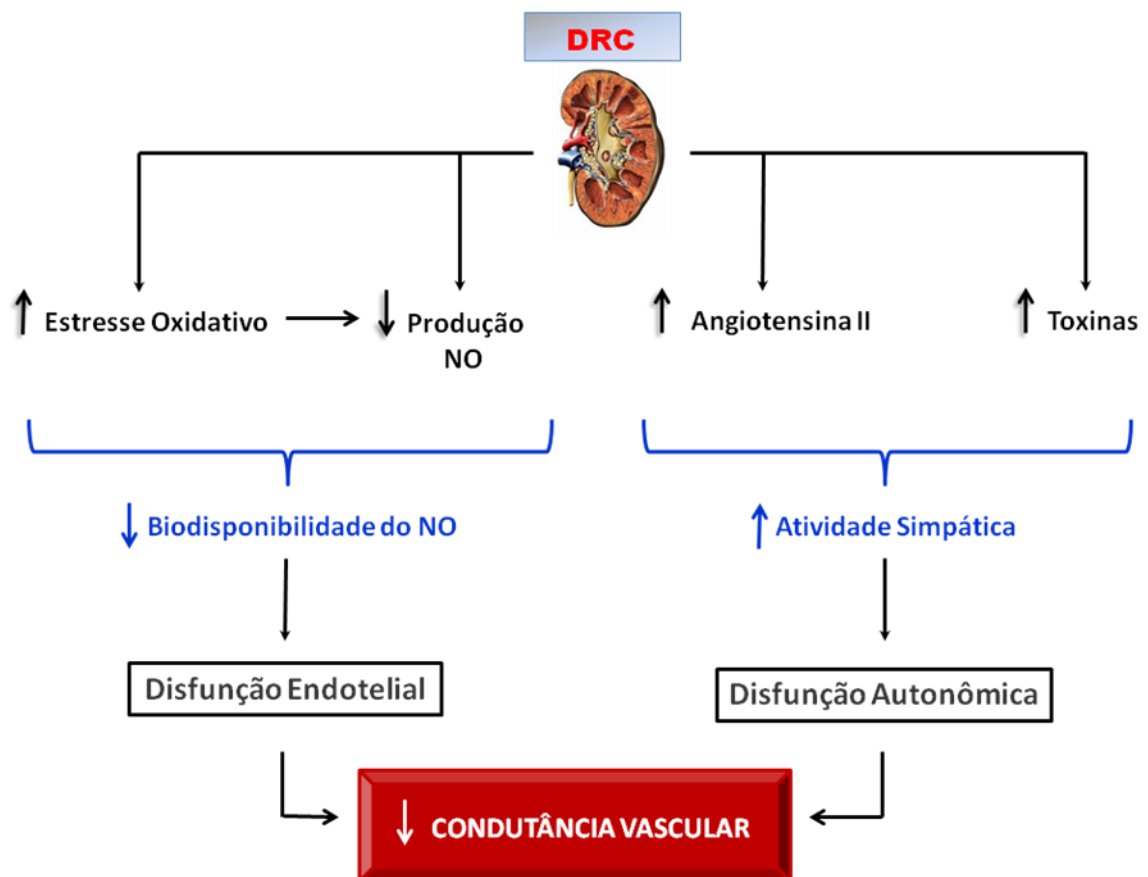 DRC
Estresse Oxidativo
Produção
NO
Angiotensina II
Toxinas
Biodisponibilidade do NO
Atividade Simpática
Disfunção Endotelial
Disfunção Autonômica
CONDUTÂNCIA VASCULAR